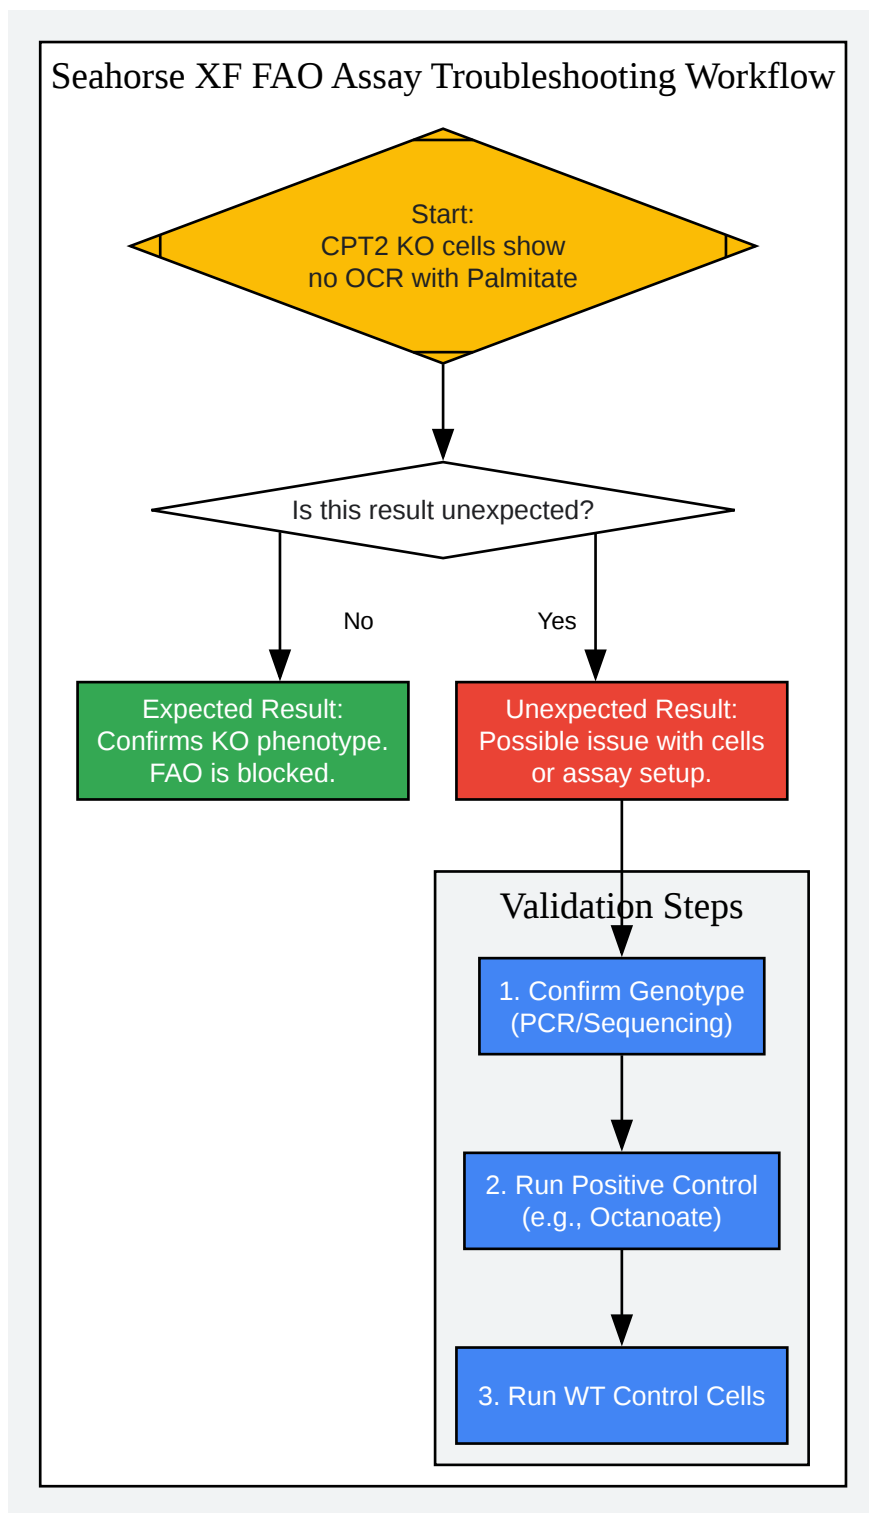 Seahorse XF FAO Assay Troubleshooting Workflow
Start:
CPT2 KO cells show
no OCR with Palmitate
Is this result unexpected?
No
Yes
Expected Result:
Confirms KO phenotype.
FAO is blocked.
Unexpected Result:
Possible issue with cells
or assay setup.
Validation Steps
1. Confirm Genotype
(PCR/Sequencing)
2. Run Positive Control
(e.g., Octanoate)
3. Run WT Control Cells